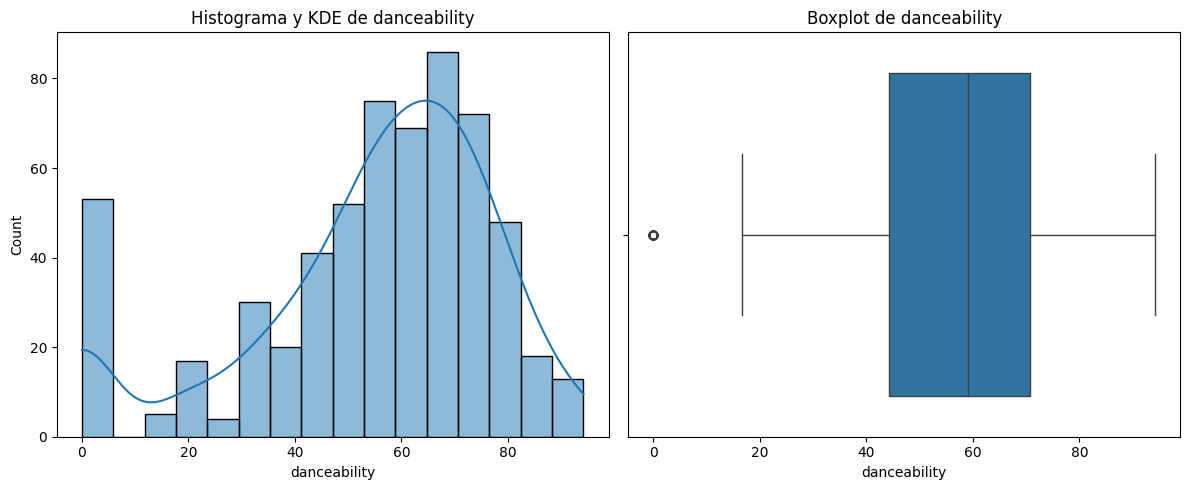 Histograma y KDE de danceability
Count
80
60
40
20
0
0 20 40 60 80
danceability
Boxplot de danceability
0 20 40 60 80
danceability